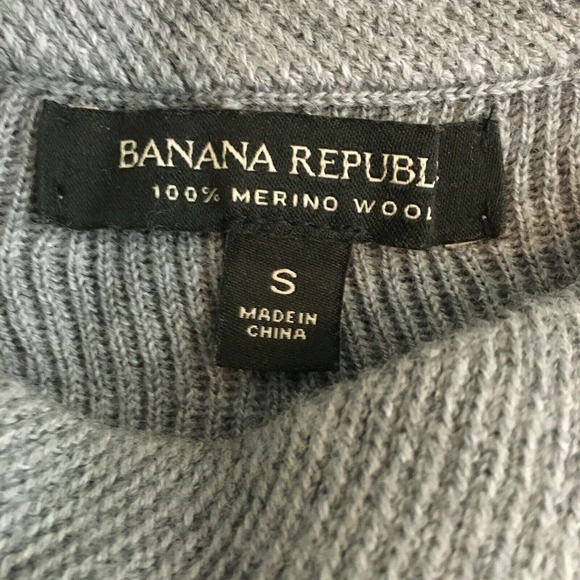 BANANA REPUBL
100% MERINO WOOL
S
MADE IN
CHINA